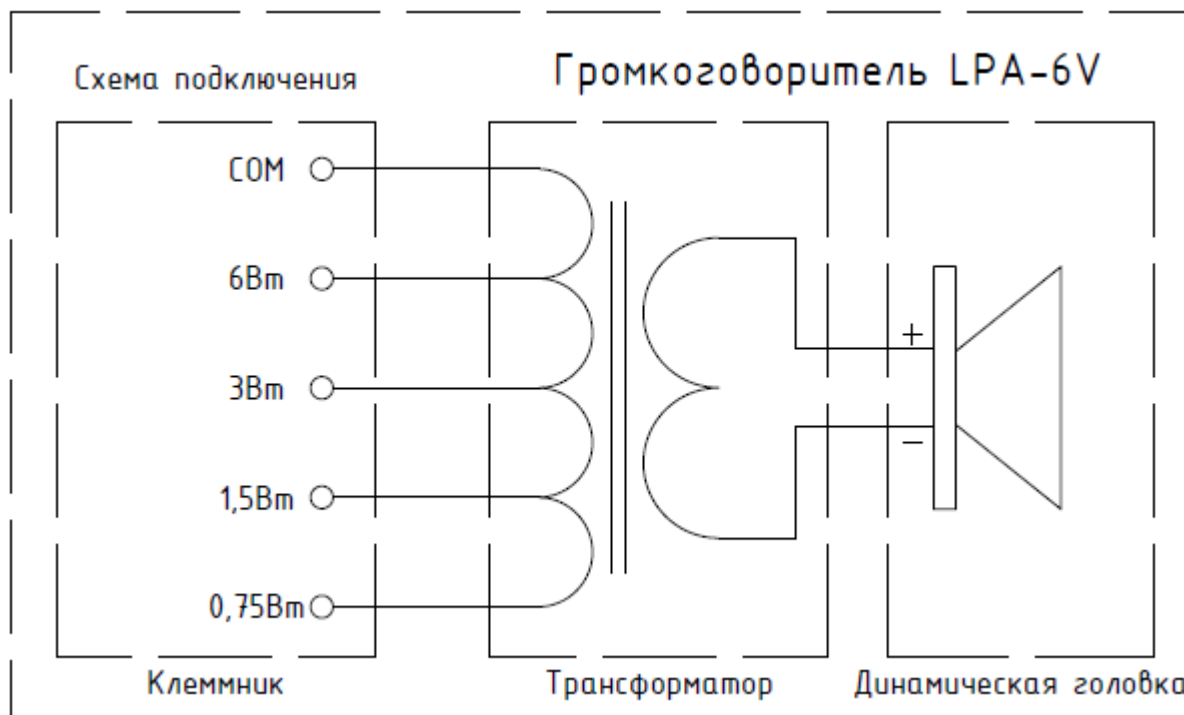 Громкоговоритель LPA-6V
Схема подключения
COM
6Вт
3Вт
1,5Вт
0,75Вт
+
−
Клеммник
Трансформатор
Динамическая головка